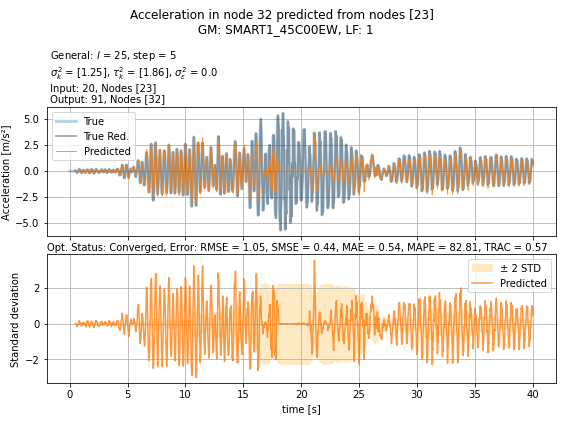 Acceleration in node 32 predicted from nodes [23]
GM: SMART1_45C00EW, LF: 1
General: l = 25, step = 5
σ²ₖ = [1.25], τ²ₖ = [1.86], σ²ε = 0.0
Input: 20, Nodes [23]
Output: 91, Nodes [32]
Acceleration [m/s²]
5.0
2.5
0.0
−2.5
−5.0
True
True Red.
Predicted
Opt. Status: Converged, Error: RMSE = 1.05, SMSE = 0.44, MAE = 0.54, MAPE = 82.81, TRAC = 0.57
Standard deviation
2
0
−2
± 2 STD
Predicted
0 5 10 15 20 25 30 35 40
time [s]